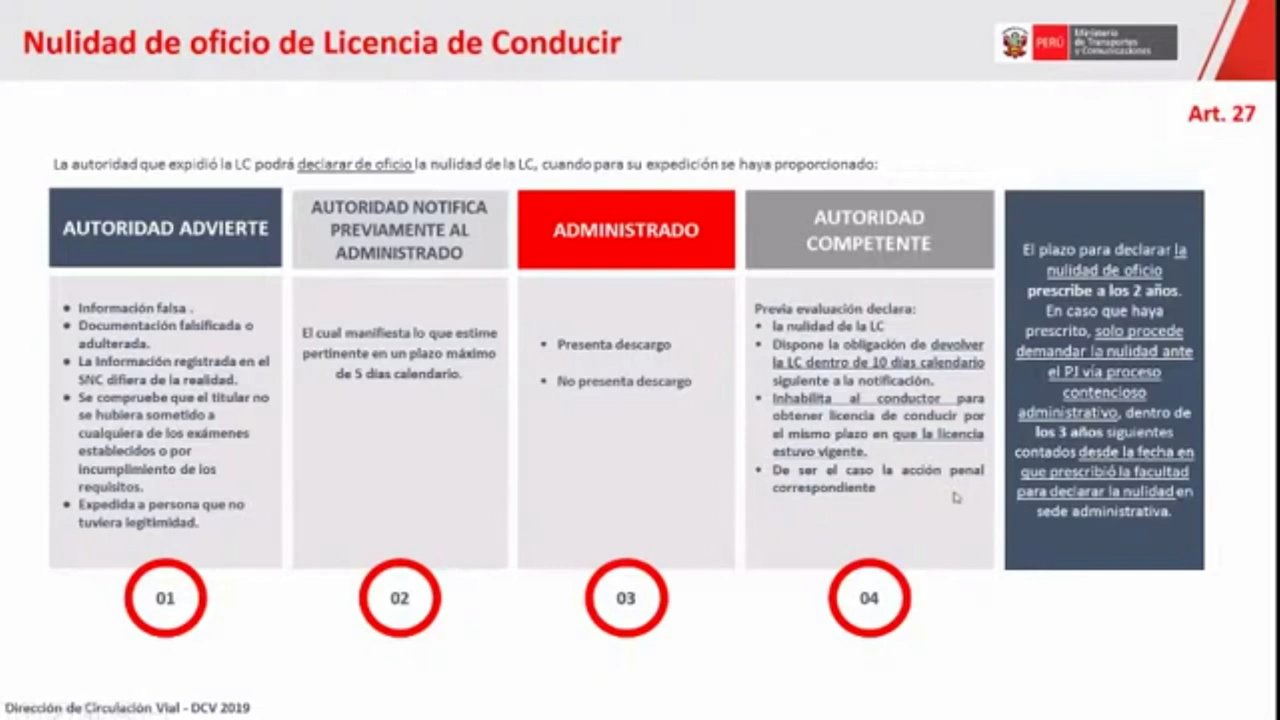 Nulidad de oficio de Licencia de Conducir
PERÚ
Ministerio
de Transportes
y Comunicaciones
Art. 27
La autoridad que expidió la LC podrá declarar de oficio la nulidad de la LC, cuando para su expedición se haya proporcionado:
AUTORIDAD ADVIERTE
• Información falsa .
• Documentación falsificada o
adulterada.
• La Información registrada en el
SNC difiera de la realidad.
• Se compruebe que el titular no
se hubiera sometido a
cualquiera de los exámenes
establecidos o por
incumplimiento de los
requisitos.
• Expedida a persona que no
tuviera legitimidad.
01
AUTORIDAD NOTIFICA
PREVIAMENTE AL
ADMINISTRADO
El cual manifiesta lo que estime
pertinente en un plazo máximo
de 5 días calendario.
02
ADMINISTRADO
• Presenta descargo
• No presenta descargo
03
AUTORIDAD
COMPETENTE
Previa evaluación declara:
• la nulidad de la LC
• Dispone la obligación de devolver
la LC dentro de 10 días calendario
siguiente a la notificación.
• Inhabilita al conductor para
obtener licencia de conducir por
el mismo plazo en que la licencia
estuvo vigente.
• De ser el caso la acción penal
correspondiente
04
El plazo para declarar la
nulidad de oficio
prescribe a los 2 años.
En caso que haya
prescrito, solo procede
demandar la nulidad ante
el PJ vía proceso
contencioso
administrativo, dentro de
los 3 años siguientes
contados desde la fecha en
que prescribió la facultad
para declarar la nulidad en
sede administrativa.
Dirección de Circulación Vial - DCV 2019